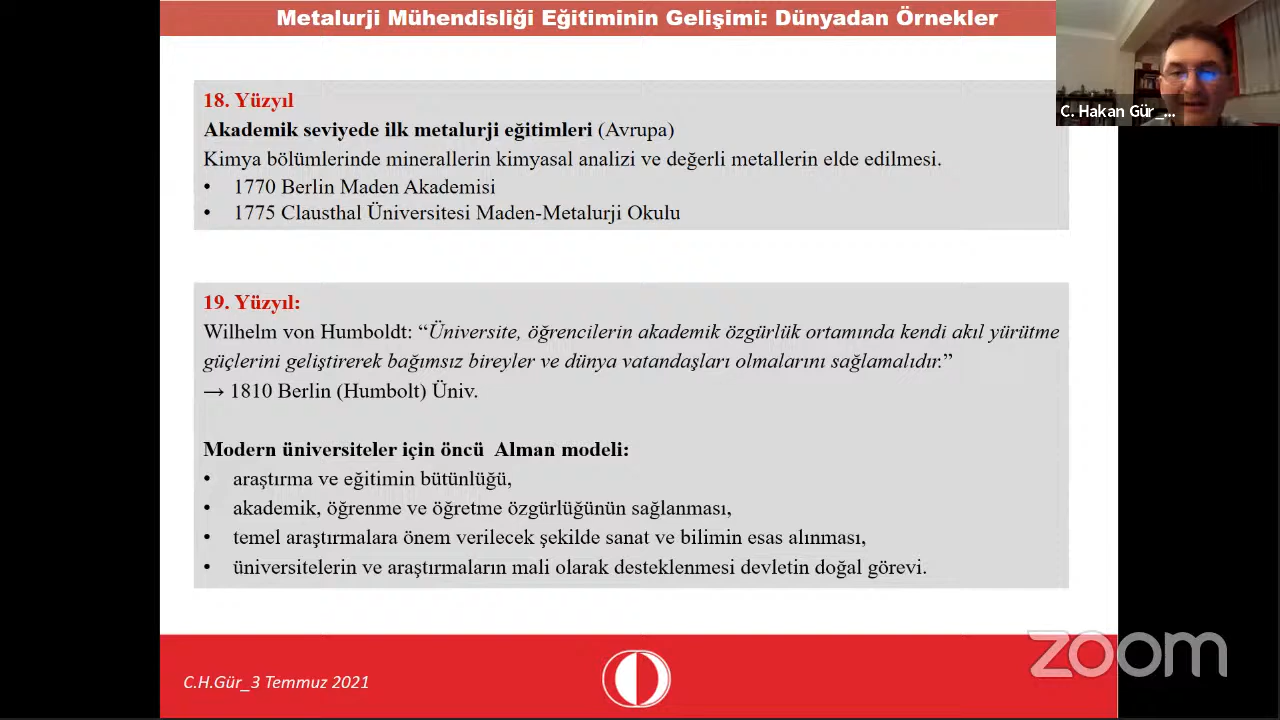 Metalurji Mühendisliği Eğitiminin Gelişimi: Dünyadan Örnekler
C. Hakan Gür_...
18. Yüzyıl
Akademik seviyede ilk metalurji eğitimleri (Avrupa)
Kimya bölümlerinde minerallerin kimyasal analizi ve değerli metallerin elde edilmesi.
• 1770 Berlin Maden Akademisi
• 1775 Clausthal Üniversitesi Maden-Metalurji Okulu
19. Yüzyıl:
Wilhelm von Humboldt: “Üniversite, öğrencilerin akademik özgürlük ortamında kendi akıl yürütme
güçlerini geliştirerek bağımsız bireyler ve dünya vatandaşları olmalarını sağlamalıdır.”
→ 1810 Berlin (Humbolt) Üniv.
Modern üniversiteler için öncü Alman modeli:
• araştırma ve eğitimin bütünlüğü,
• akademik, öğrenme ve öğretme özgürlüğünün sağlanması,
• temel araştırmalara önem verilecek şekilde sanat ve bilimin esas alınması,
• üniversitelerin ve araştırmaların mali olarak desteklenmesi devletin doğal görevi.
zoom
C.H.Gür_3 Temmuz 2021